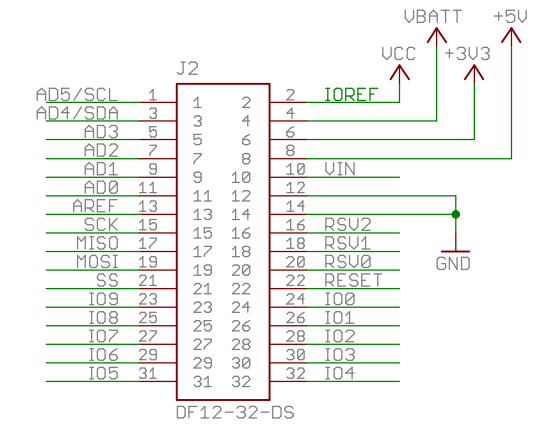 VBATT +5V
VCC +3V3
J2
AD5/SCL 1 1 2 2 IOREF
AD4/SDA 3 3 4 4
AD3 5 5 6 6
AD2 7 7 8 8
AD1 9 9 10 10 VIN
AD0 11 11 12 12
AREF 13 13 14 14
SCK 15 15 16 16 RSV2
MISO 17 17 18 18 RSV1
MOSI 19 19 20 20 RSV0
SS 21 21 22 22 RESET
IO9 23 23 24 24 IO0
IO8 25 25 26 26 IO1
IO7 27 27 28 28 IO2
IO6 29 29 30 30 IO3
IO5 31 31 32 32 IO4
GND
DF12-32-DS